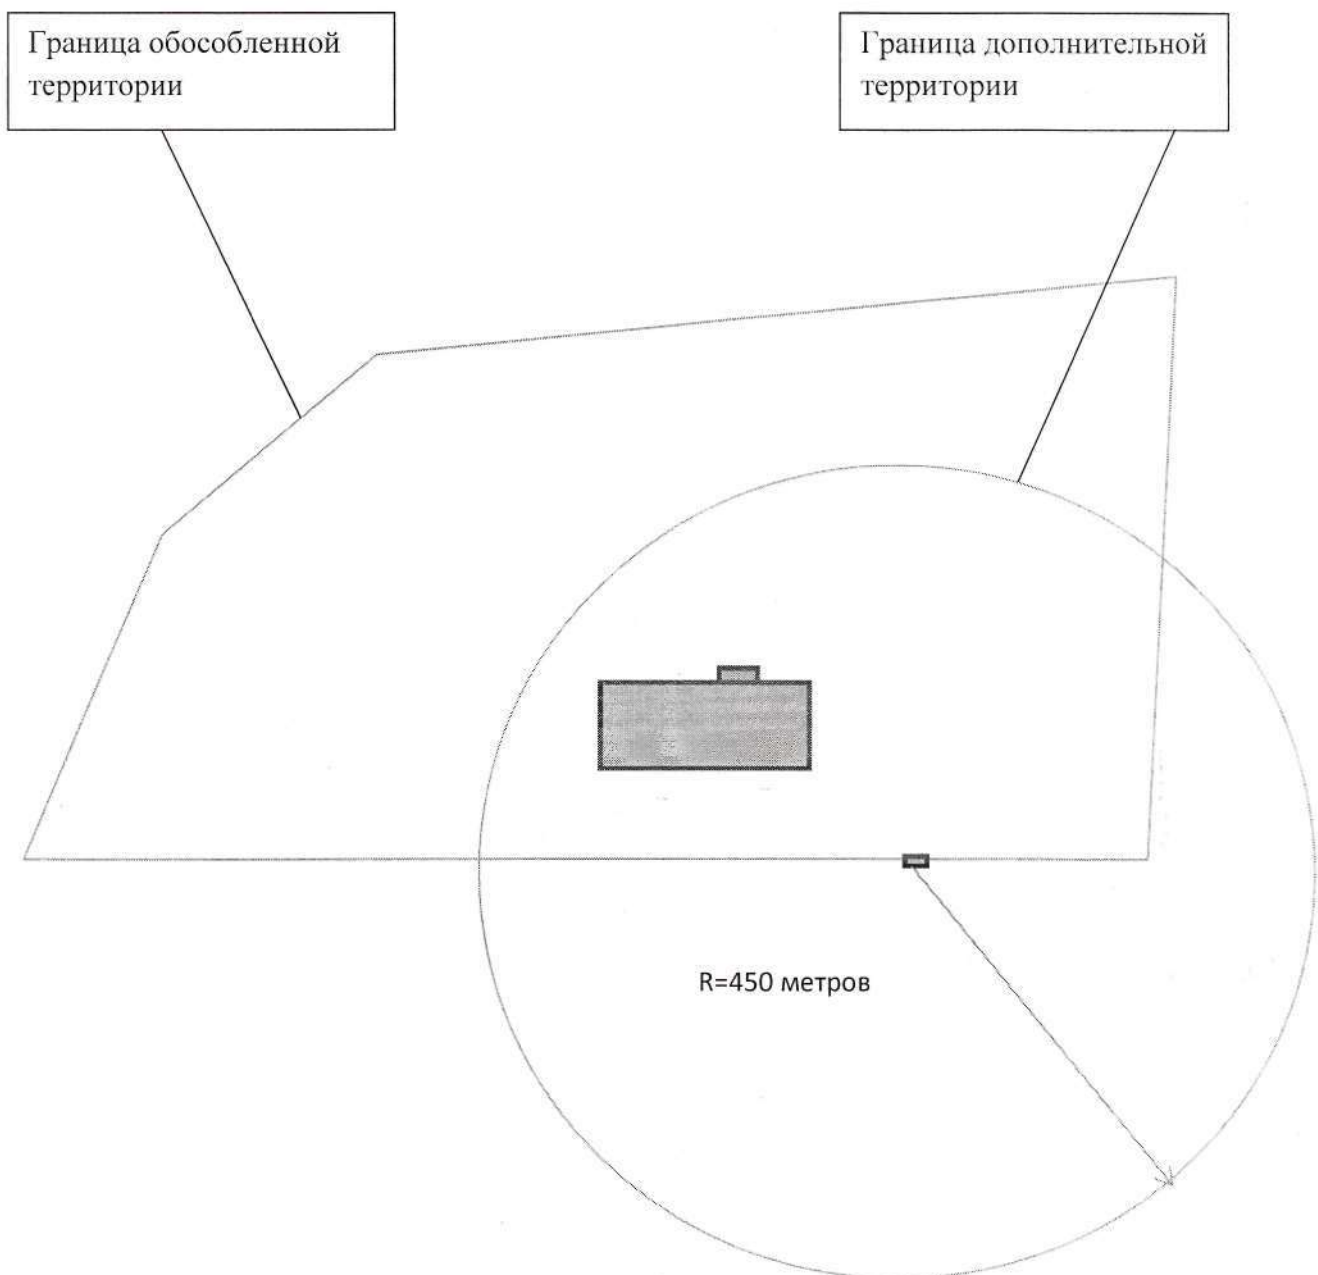 Граница обособленной
территории
Граница дополнительной
территории
R=450 метров